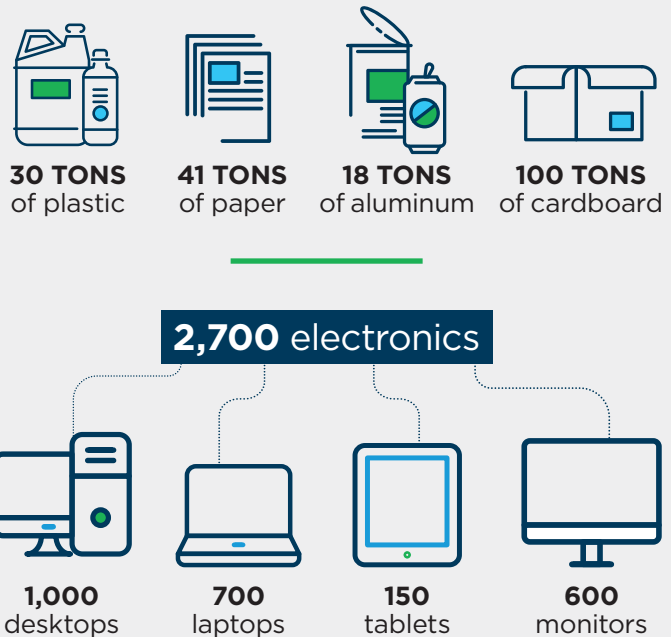 30 TONS
of plastic
41 TONS
of paper
18 TONS
of aluminum
100 TONS
of cardboard
2,700 electronics
1,000
desktops
700
laptops
150
tablets
600
monitors